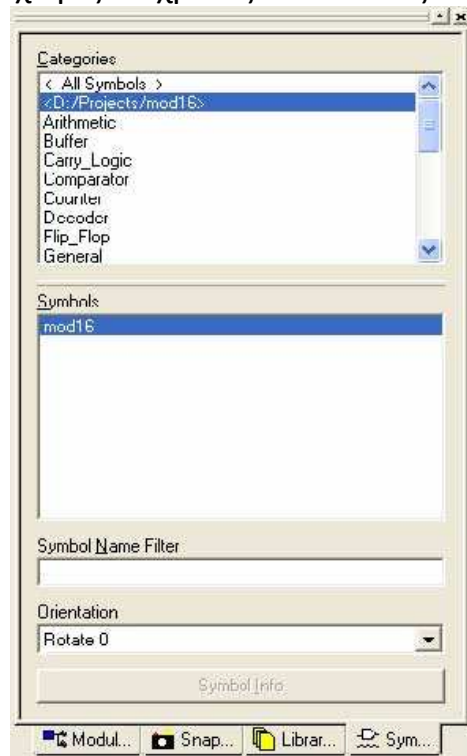 Categories
< All Symbols >
<D:/Projects/mod16>
Arithmetic
Buffer
Carry_Logic
Comparator
Counter
Decoder
Flip_Flop
General
Symbols
mod16
Symbol Name Filter
Orientation
Rotate 0
Symbol Info
Modul... Snap... Librar... Sym...